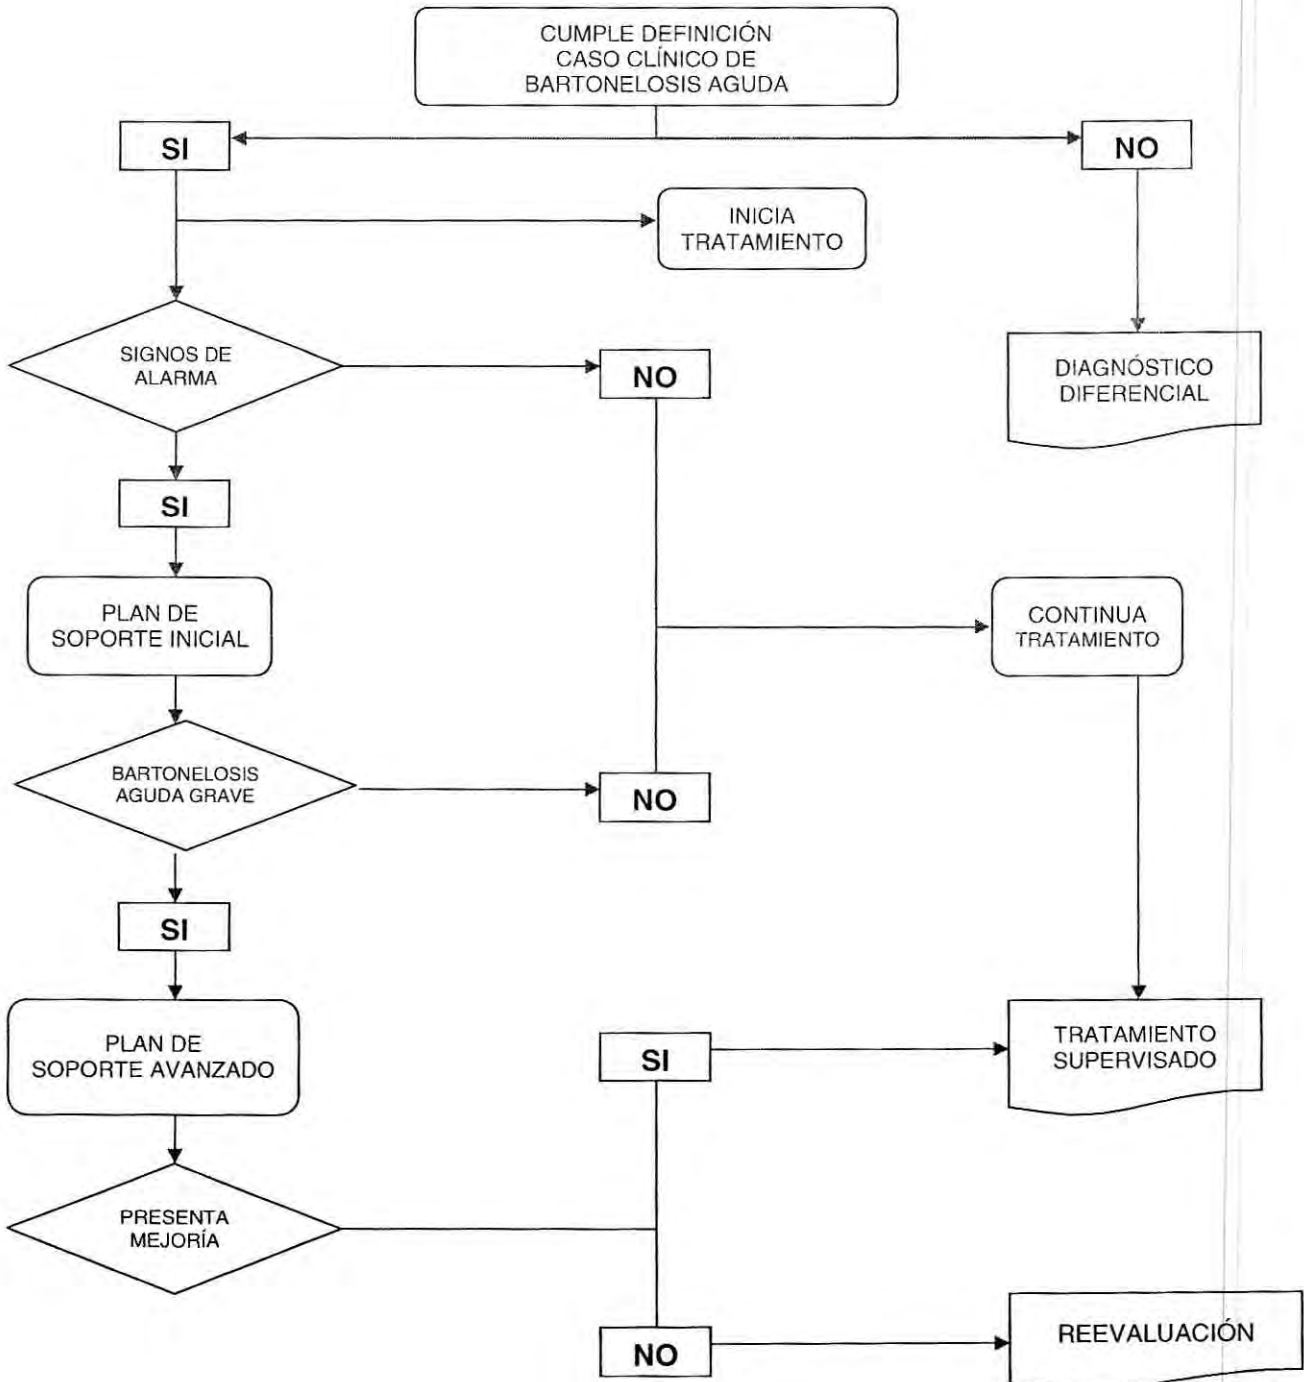 CUMPLE DEFINICIÓN
CASO CLÍNICO DE
BARTONELOSIS AGUDA
SI
NO
INICIA
TRATAMIENTO
SIGNOS DE
ALARMA
NO
DIAGNÓSTICO
DIFERENCIAL
SI
PLAN DE
SOPORTE INICIAL
CONTINUA
TRATAMIENTO
BARTONELOSIS
AGUDA GRAVE
NO
SI
PLAN DE
SOPORTE AVANZADO
SI
TRATAMIENTO
SUPERVISADO
PRESENTA
MEJORÍA
NO
REEVALUACIÓN